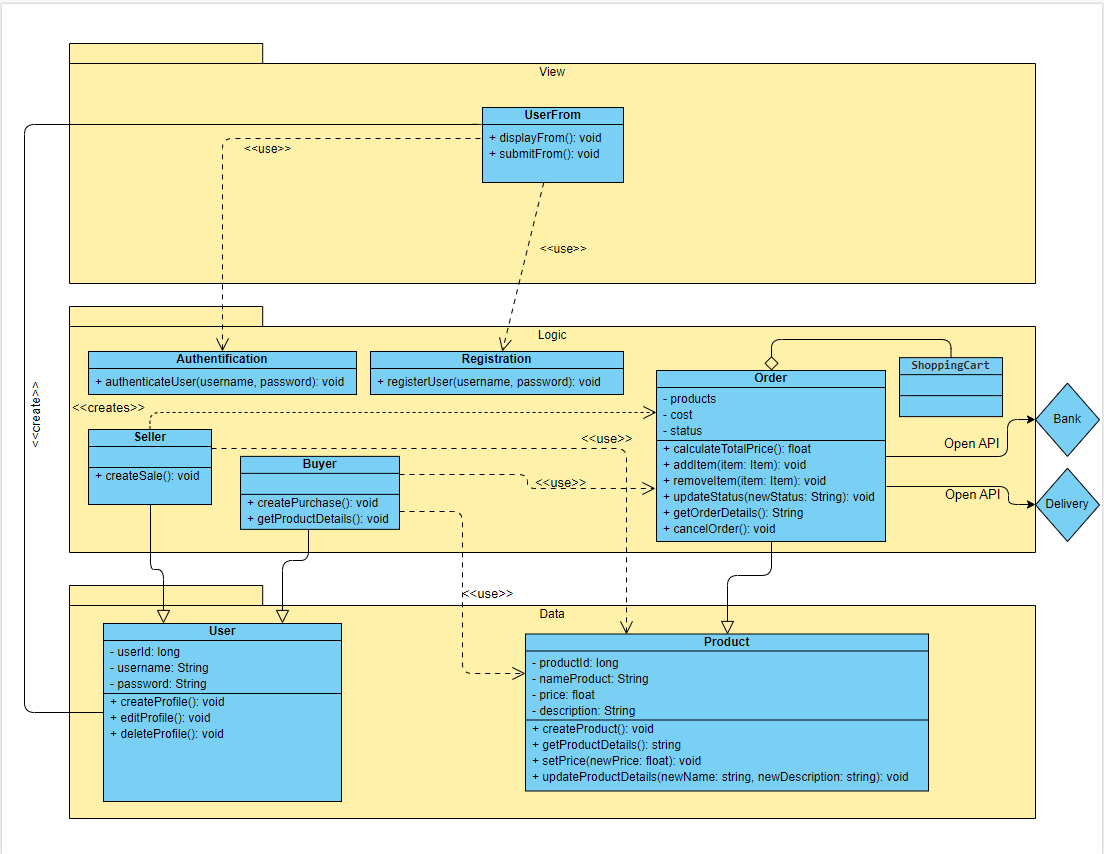 View
UserFrom
+ displayFrom(): void
+ submitFrom(): void
<<use>>
<<use>>
<<create>>
Logic
Authentification
+ authenticateUser(username, password): void
Registration
+ registerUser(username, password): void
ShoppingCart
Order
- products
- cost
- status
+ calculateTotalPrice(): float
+ addItem(item: Item): void
+ removeItem(item: Item): void
+ updateStatus(newStatus: String): void
+ getOrderDetails(): String
+ cancelOrder(): void
Bank
Open API
Open API
Delivery
<<creates>>
Seller
+ createSale(): void
<<use>>
Buyer
+ createPurchase(): void
+ getProductDetails(): void
<<use>>
<<use>>
Data
User
- userId: long
- username: String
- password: String
+ createProfile(): void
+ editProfile(): void
+ deleteProfile(): void
Product
- productId: long
- nameProduct: String
- price: float
- description: String
+ createProduct(): void
+ getProductDetails(): string
+ setPrice(newPrice: float): void
+ updateProductDetails(newName: string, newDescription: string): void